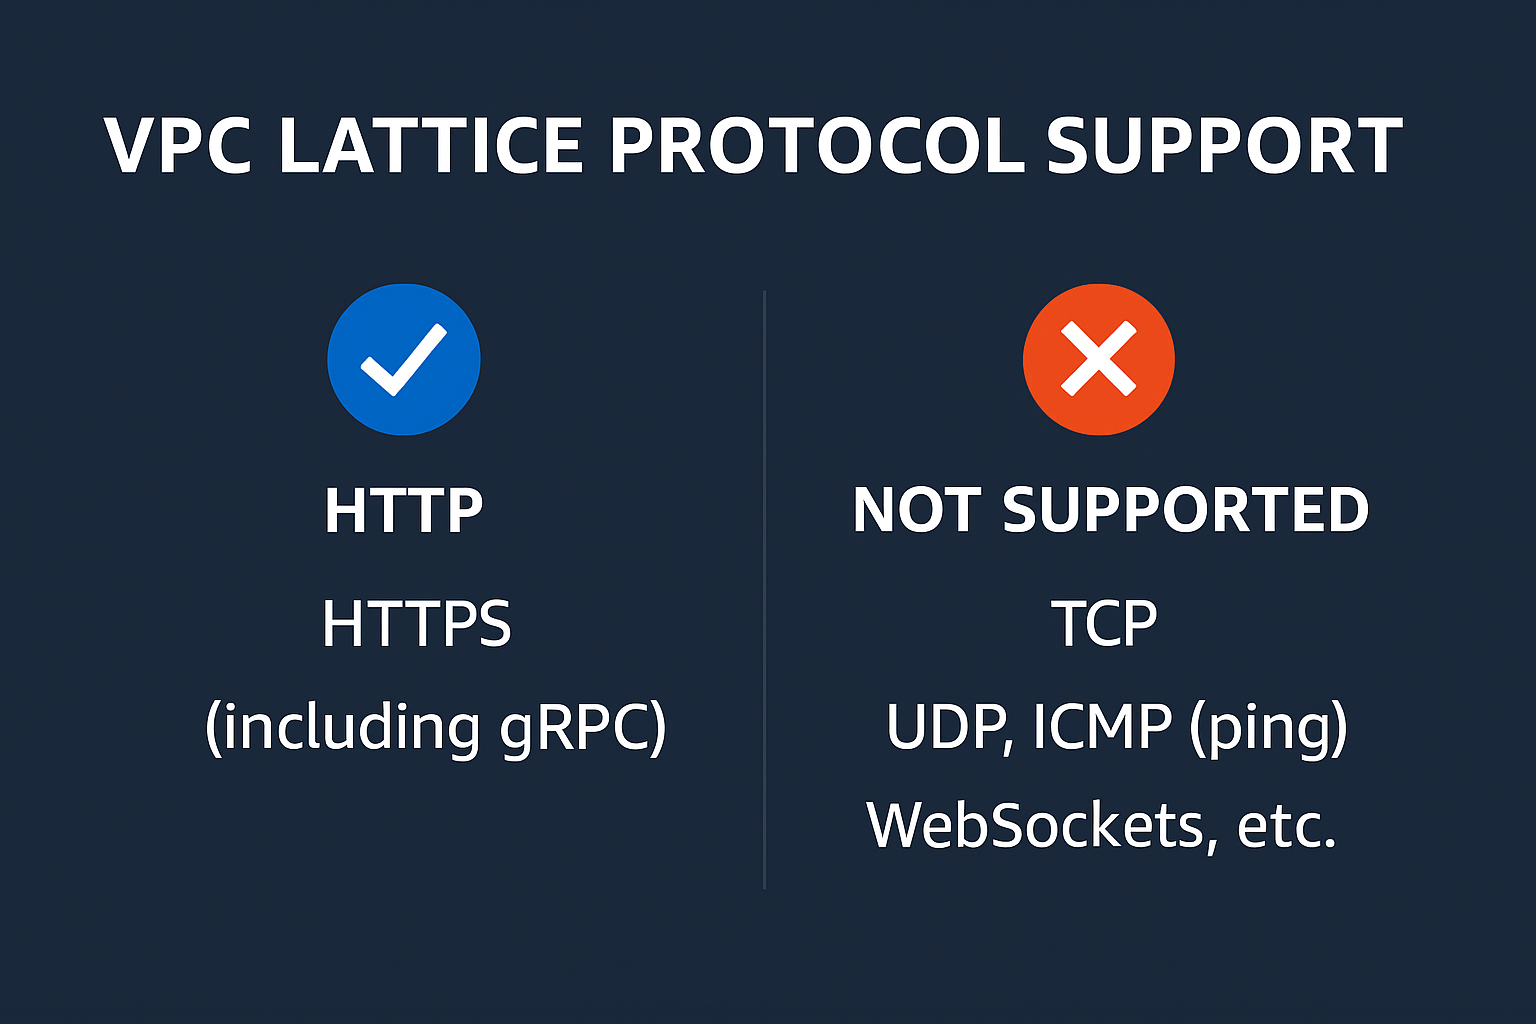 VPC LATTICE PROTOCOL SUPPORT
HTTP
HTTPS
(including gRPC)
NOT SUPPORTED
TCP
UDP, ICMP (ping)
WebSockets, etc.